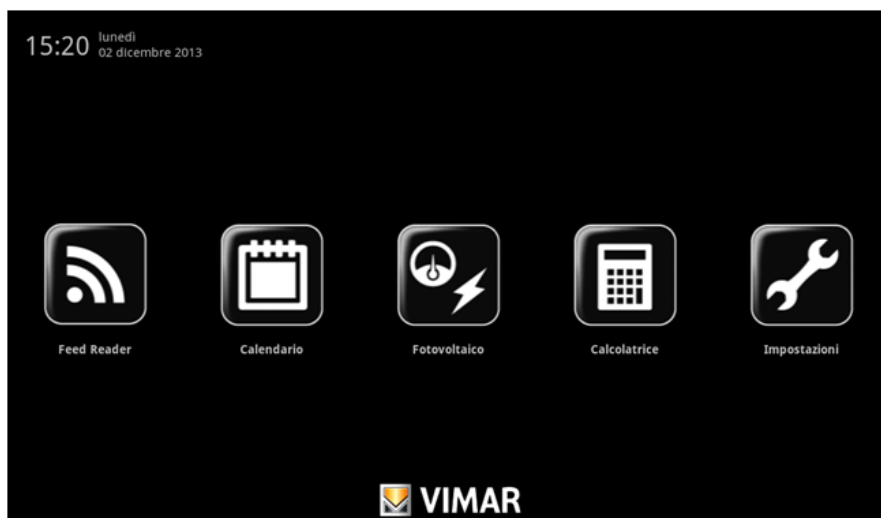 15:20
lunedì
02 dicembre 2013
Feed Reader
Calendario
Fotovoltaico
Calcolatrice
Impostazioni
VIMAR